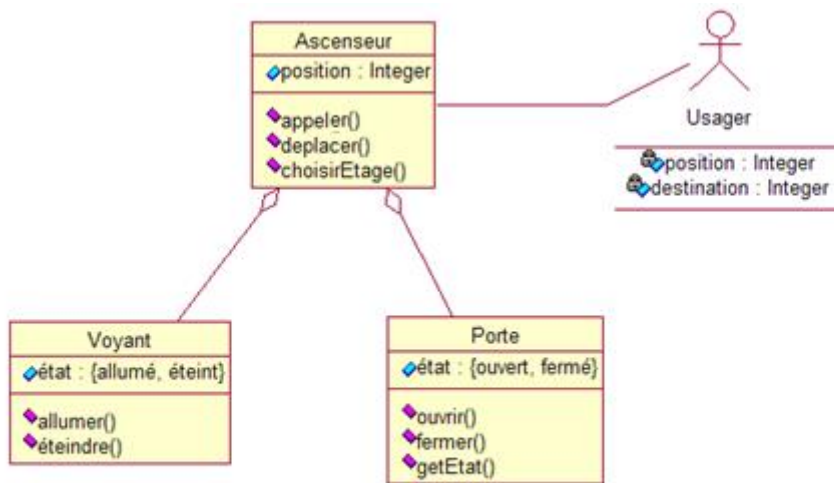 Ascenseur
position : Integer
appeler()
deplacer()
choisirEtage()
Usager
position : Integer
destination : Integer
Voyant
état : {allumé, éteint}
allumer()
éteindre()
Porte
état : {ouvert, fermé}
ouvrir()
fermer()
getEtat()